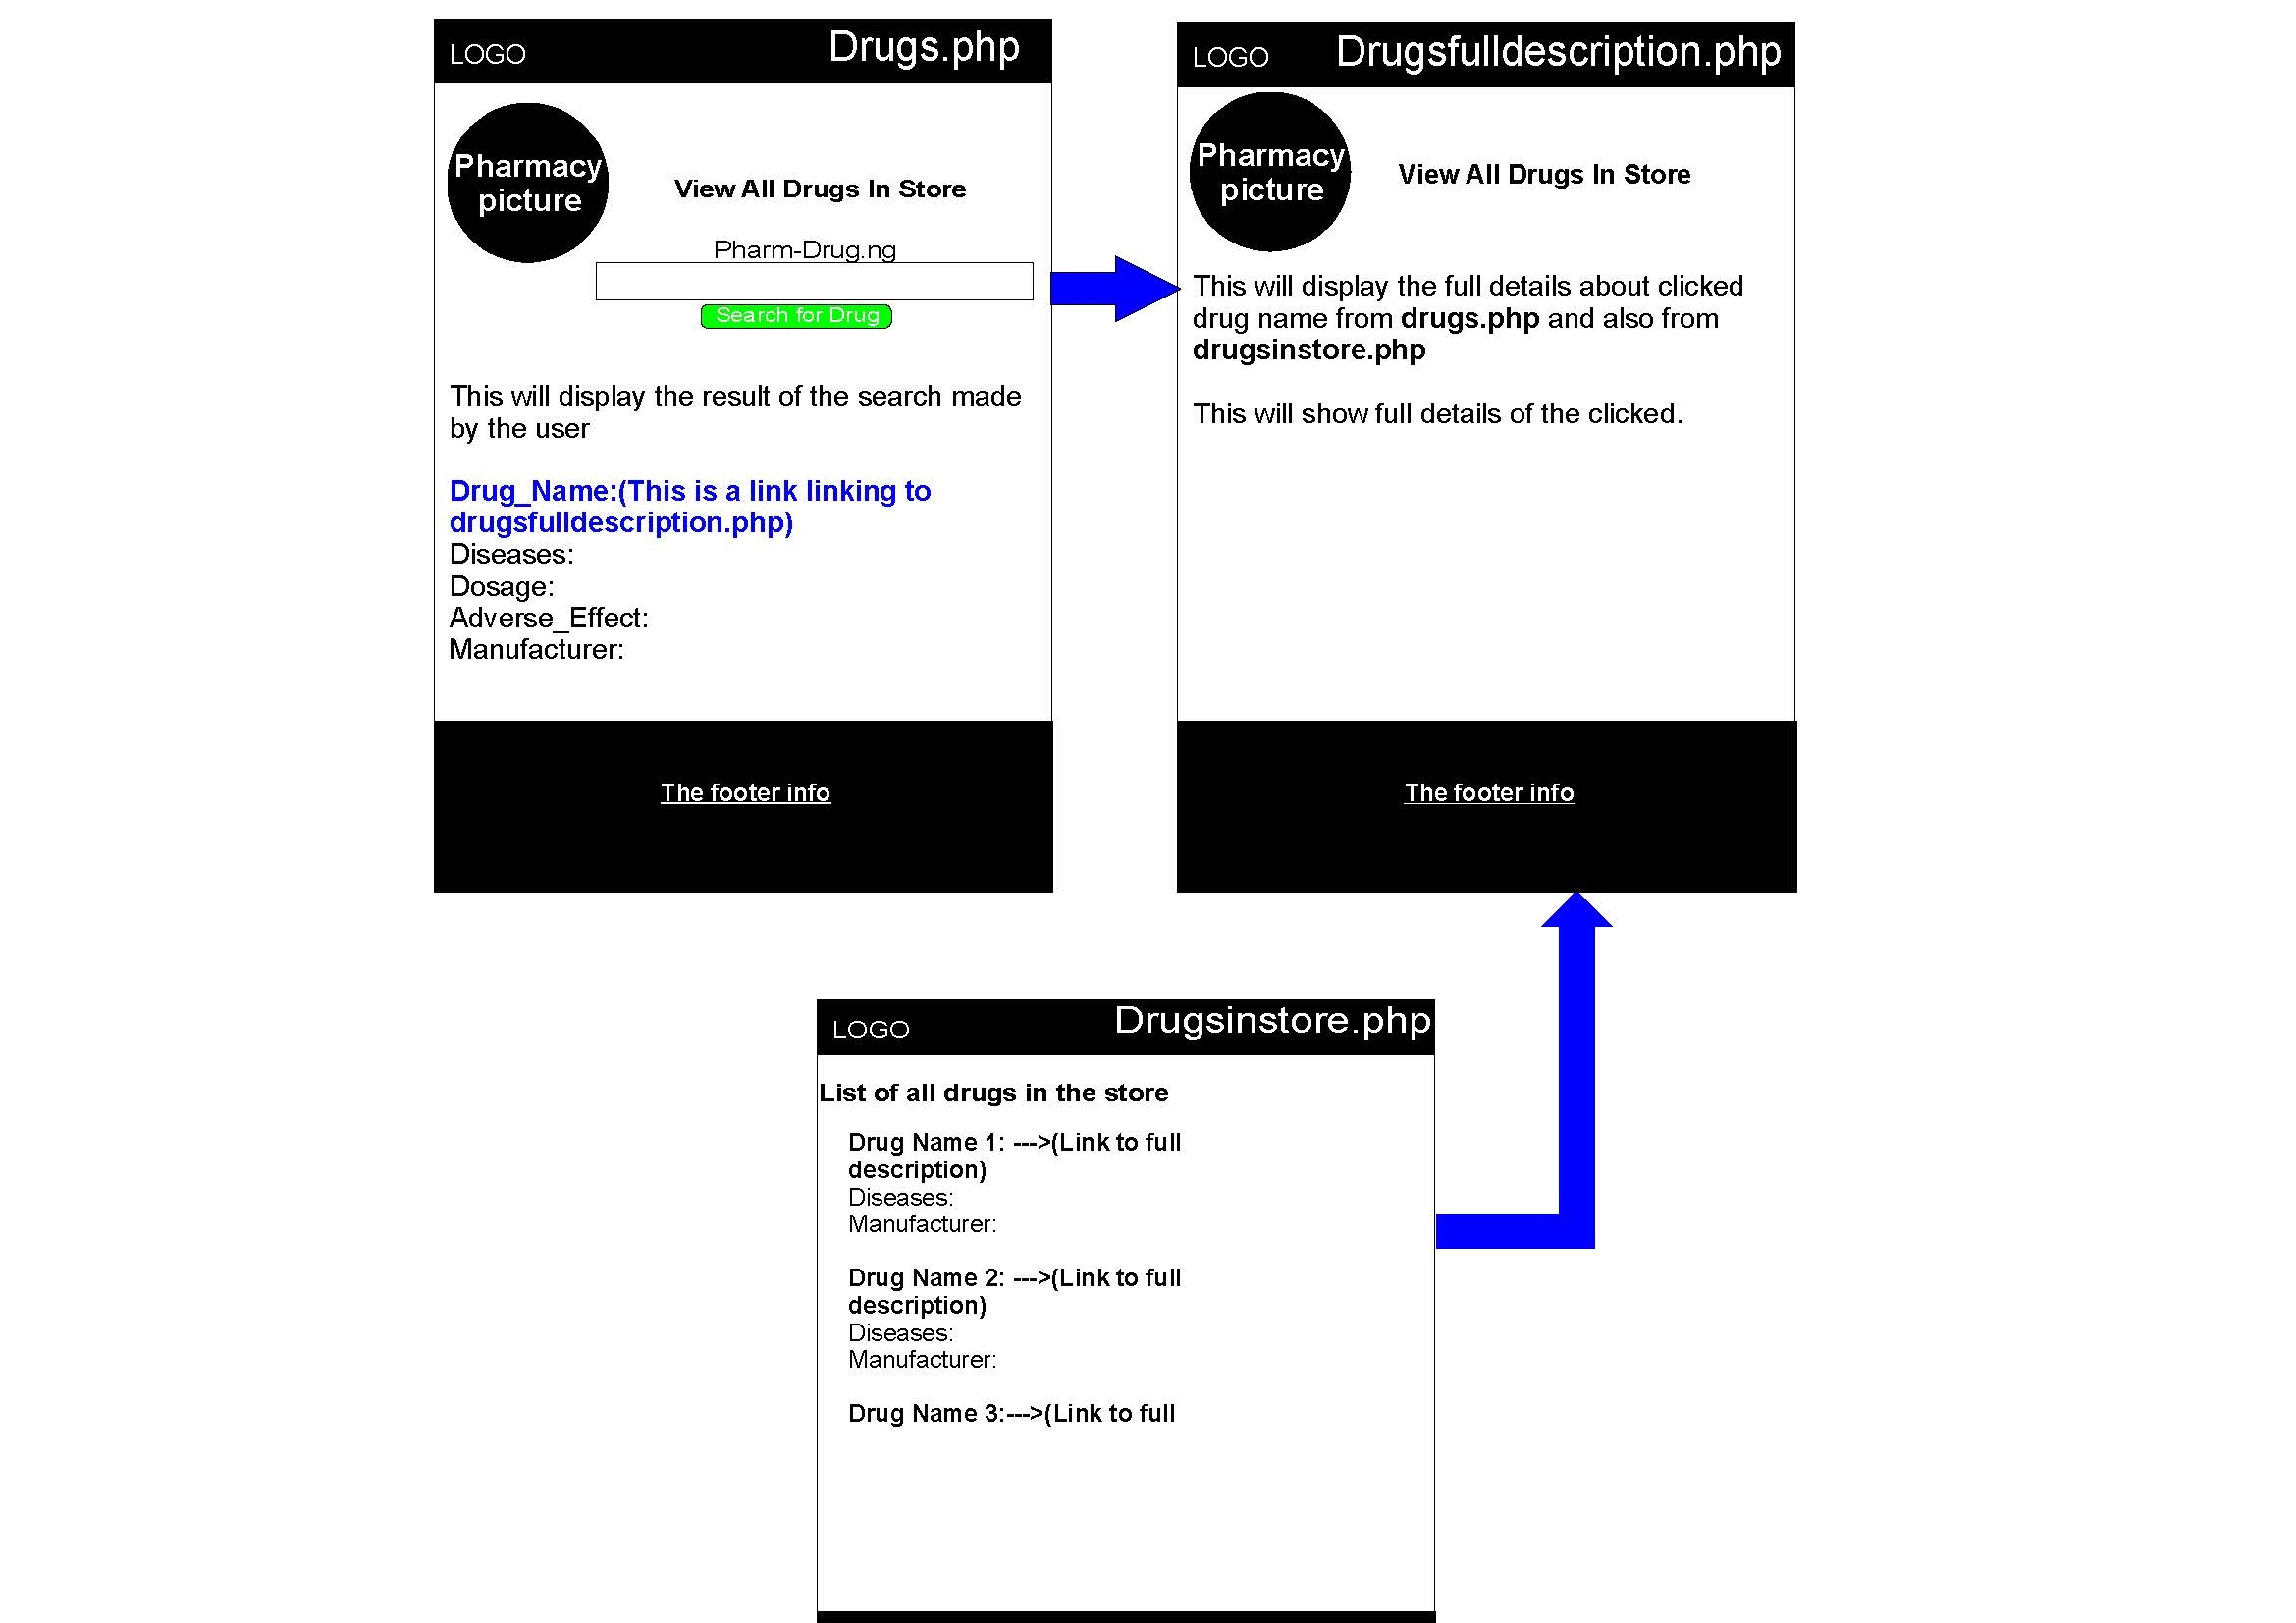 LOGO
Drugs.php
Pharmacy
picture
View All Drugs In Store
Pharm-Drug.ng
Search for Drug
This will display the result of the search made
by the user
Drug_Name:(This is a link linking to
drugsfulldescription.php)
Diseases:
Dosage:
Adverse_Effect:
Manufacturer:
The footer info
LOGO
Drugsfulldescription.php
Pharmacy
picture
View All Drugs In Store
This will display the full details about clicked
drug name from drugs.php and also from
drugsinstore.php
This will show full details of the clicked.
The footer info
LOGO
Drugsinstore.php
List of all drugs in the store
Drug Name 1: --->(Link to full
description)
Diseases:
Manufacturer:
Drug Name 2: --->(Link to full
description)
Diseases:
Manufacturer:
Drug Name 3:--->(Link to full